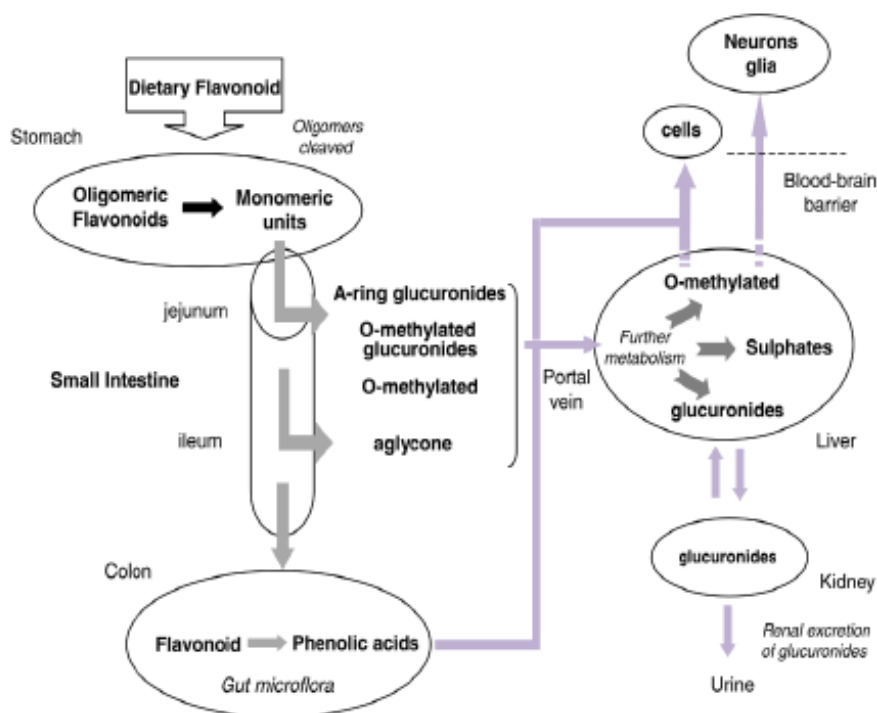 Neurons
glia
Dietary Flavonoid
Oligomers
cleaved
Stomach
cells
Blood-brain
barrier
Oligomeric
Flavonoids
Monomeric
units
jejunum
A-ring glucuronides
O-methylated
glucuronides
O-methylated
Small Intestine
ileum
aglycone
Portal
vein
O-methylated
Further
metabolism
Sulphates
glucuronides
Liver
Colon
glucuronides
Kidney
Flavonoid
Phenolic acids
Gut microflora
Renal excretion
of glucuronides
Urine